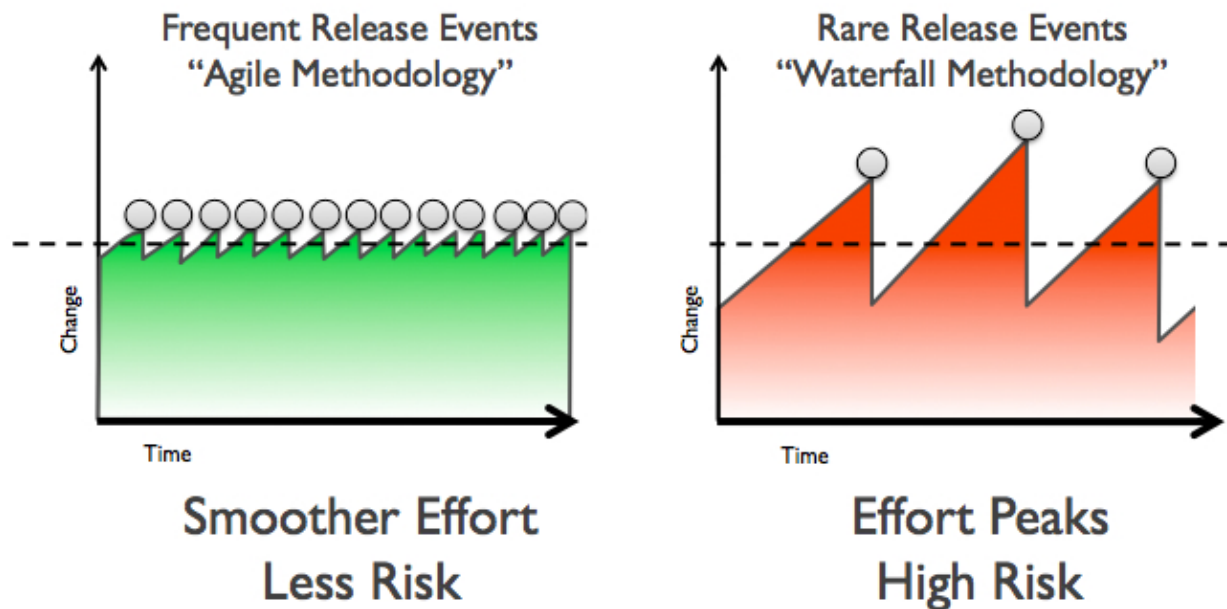 Frequent Release Events
“Agile Methodology”
Change
Time
Smoother Effort
Less Risk
Rare Release Events
“Waterfall Methodology”
Change
Time
Effort Peaks
High Risk